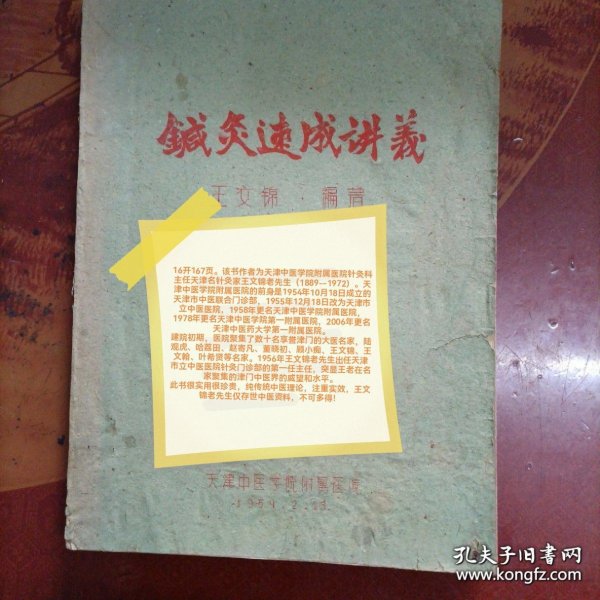 鍼灸速成讲義
王文锦·編著
16开167页。该书作者为天津中医学院附属医院针灸科
主任天津名针灸家王文锦老先生（1889—1972）。天
津中医学院附属医院的前身是1954年10月18日成立的
天津市中医联合门诊部，1955年12月18日改为天津市
立中医医院，1958年更名天津中医学院附属医院，
1978年更名天津中医学院第一附属医院、2006年更名
天津中医药大学第一附属医院。
建院初期，医院聚集了数十名享誉津门的大医名家，陆
观虎、哈荔田、赵寄凡、董晓初、顾小痴、王文锦、王
文翰、叶希贤等名家。1956年王文锦老先生出任天津
市立中医医院针灸门诊部的第一任主任，突显王者在名
家聚集的津门中医界的威望和水平。
此书很实用很珍贵，纯传统中医理论，注重实效，王文
锦老先生仅存世中医资料，不可多得！
天津中医学院附属医院
孔夫子旧书网
www.kongfz.com